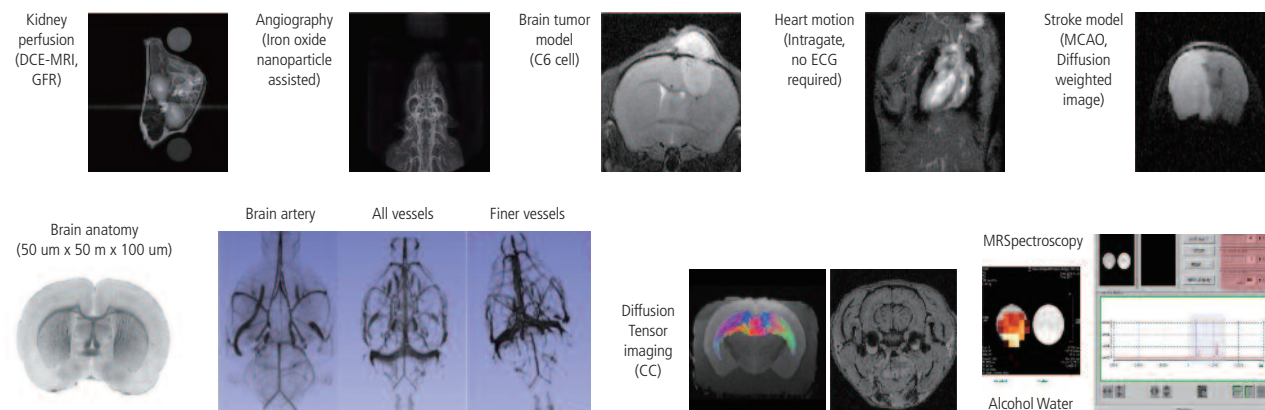 Kidney
perfusion
(DCE-MRI,
GFR)
Angiography
(Iron oxide
nanoparticle
assisted)
Brain tumor
model
(C6 cell)
Heart motion
(Intragate,
no ECG
required)
Stroke model
(MCAO,
Diffusion
weighted
image)
Brain anatomy
(50 um x 50 m x 100 um)
Brain artery
All vessels
Finer vessels
Diffusion
Tensor
imaging
(CC)
MRSpectroscopy
Alcohol Water